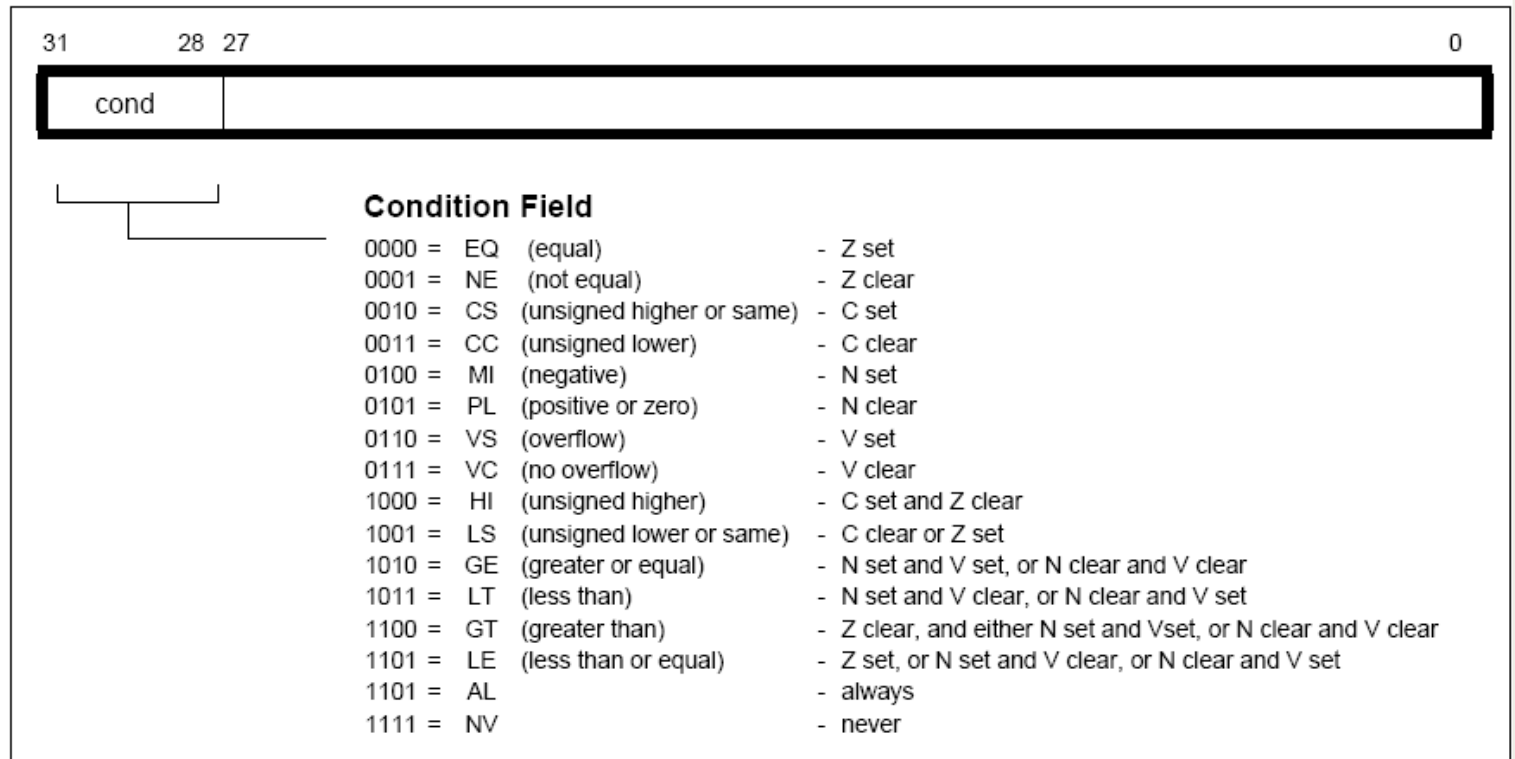 31 28 27 0
cond
Condition Field
0000 = EQ (equal) - Z set
0001 = NE (not equal) - Z clear
0010 = CS (unsigned higher or same) - C set
0011 = CC (unsigned lower) - C clear
0100 = MI (negative) - N set
0101 = PL (positive or zero) - N clear
0110 = VS (overflow) - V set
0111 = VC (no overflow) - V clear
1000 = HI (unsigned higher) - C set and Z clear
1001 = LS (unsigned lower or same) - C clear or Z set
1010 = GE (greater or equal) - N set and V set, or N clear and V clear
1011 = LT (less than) - N set and V clear, or N clear and V set
1100 = GT (greater than) - Z clear, and either N set and Vset, or N clear and V clear
1101 = LE (less than or equal) - Z set, or N set and V clear, or N clear and V set
1101 = AL - always
1111 = NV - never